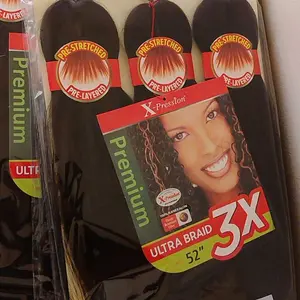 PRE-STRETCHED
PRE-LAYERED
PRE-STRETCHED
PRE-LAYERED
PRE-STRETCHED
PRE-LAYERED
X-Pression
Premium
ULTRA BRAID
3X
52"
Premium
ULTRA